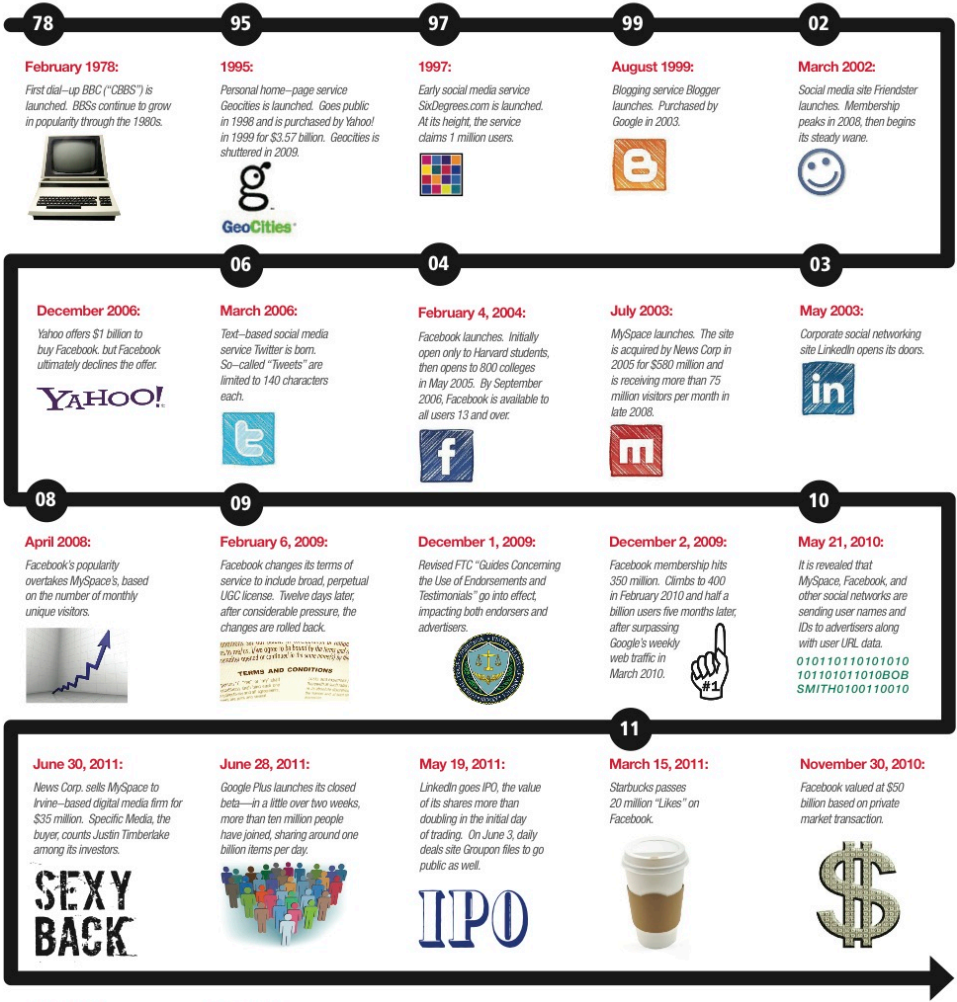 78
95
97
99
02
February 1978:
First dial–up BBC ("CBBS") is
launched. BBSs continue to grow
in popularity through the 1980s.
1995:
Personal home–page service
Geocities is launched. Goes public
in 1998 and is purchased by Yahoo!
in 1999 for $3.57 billion. Geocities is
shuttered in 2009.
GeoCities
1997:
Early social media service
SixDegrees.com is launched.
At its height, the service
claims 1 million users.
August 1999:
Blogging service Blogger
launches. Purchased by
Google in 2003.
March 2002:
Social media site Friendster
launches. Membership
peaks in 2008, then begins
its steady wane.
06
04
03
December 2006:
Yahoo offers $1 billion to
buy Facebook. but Facebook
ultimately declines the offer.
YAHOO!
March 2006:
Text–based social media
service Twitter is born.
So–called "Tweets" are
limited to 140 characters
each.
t
February 4, 2004:
Facebook launches. Initially
open only to Harvard students,
then opens to 800 colleges
in May 2005. By September
2006, Facebook is available to
all users 13 and over.
f
July 2003:
MySpace launches. The site
is acquired by News Corp in
2005 for $580 million and
is receiving more than 75
million visitors per month in
late 2008.
m
May 2003:
Corporate social networking
site LinkedIn opens its doors.
in
08
09
10
April 2008:
Facebook's popularity
overtakes MySpace's, based
on the number of monthly
unique visitors.
February 6, 2009:
Facebook changes its terms of
service to include broad, perpetual
UGC license. Twelve days later,
after considerable pressure, the
changes are rolled back.
TERMS AND CONDITIONS
December 1, 2009:
Revised FTC "Guides Concerning
the Use of Endorsements and
Testimonials" go into effect,
impacting both endorsers and
advertisers.
December 2, 2009:
Facebook membership hits
350 million. Climbs to 400
in February 2010 and half a
billion users five months later,
after surpassing
Google's weekly
web traffic in
March 2010.
#1
May 21, 2010:
It is revealed that
MySpace, Facebook, and
other social networks are
sending user names and
IDs to advertisers along
with user URL data.
010110110101010
101101011010BOB
SMITH0100110010
11
June 30, 2011:
News Corp. sells MySpace to
Irvine–based digital media firm for
$35 million. Specific Media, the
buyer, counts Justin Timberlake
among its investors.
SEXY
BACK
June 28, 2011:
Google Plus launches its closed
beta—in a little over two weeks,
more than ten million people
have joined, sharing around one
billion items per day.
May 19, 2011:
LinkedIn goes IPO, the value
of its shares more than
doubling in the initial day
of trading. On June 3, daily
deals site Groupon files to go
public as well.
IPO
March 15, 2011:
Starbucks passes
20 million "Likes" on
Facebook.
November 30, 2010:
Facebook valued at $50
billion based on private
market transaction.
$